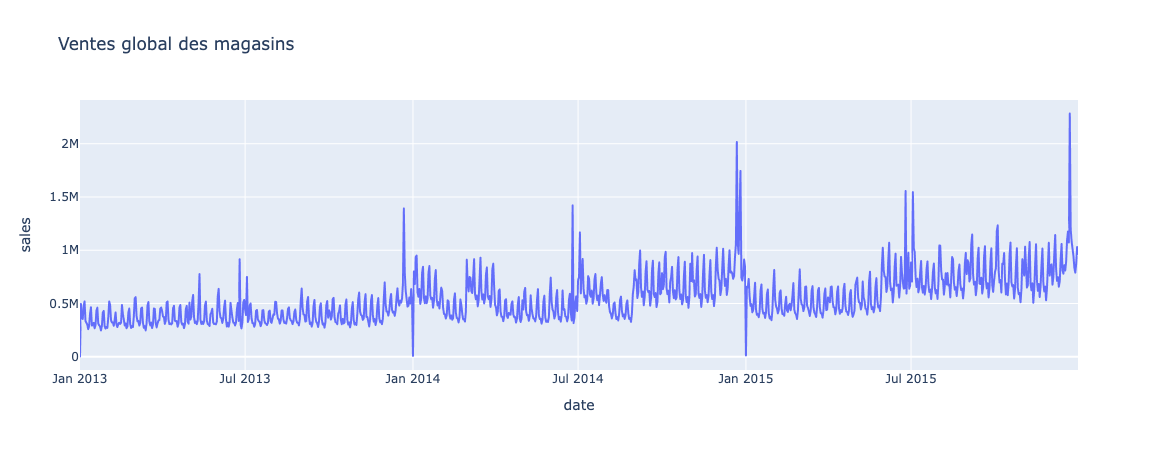 Ventes global des magasins
2M
1.5M
1M
0.5M
0
sales
Jan 2013
Jul 2013
Jan 2014
Jul 2014
Jan 2015
Jul 2015
date